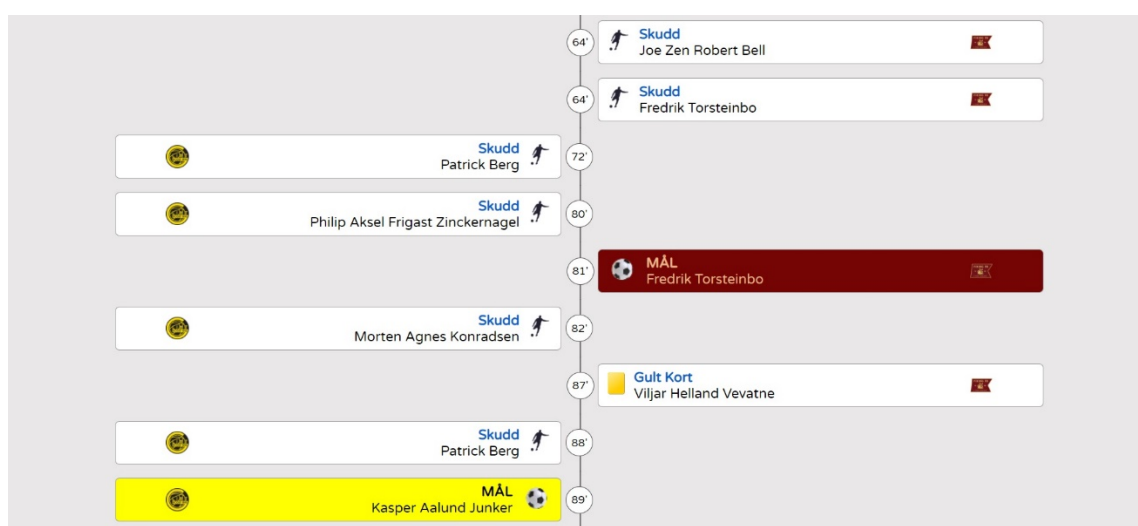 64'
Skudd
Joe Zen Robert Bell
64'
Skudd
Fredrik Torsteinbo
Skudd
Patrick Berg
72'
Skudd
Philip Aksel Frigast Zinckernagel
80'
81'
MÅL
Fredrik Torsteinbo
Skudd
Morten Agnes Konradsen
82'
87'
Gult Kort
Viljar Helland Vevatne
Skudd
Patrick Berg
88'
MÅL
Kasper Aalund Junker
89'